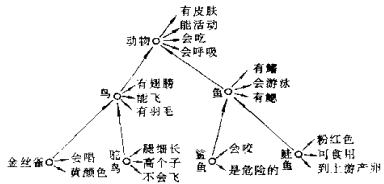 有皮肤
能活动
动物
会吃
会呼吸
有翅膀
鸟
能飞
有羽毛
有鳍
鱼
会游泳
有鳃
金丝雀
会唱
黄颜色
鸵鸟
腿细长
高个子
不会飞
鲨鱼
会咬
是危险的
鲑鱼
粉红色
可食用
到上游产卵